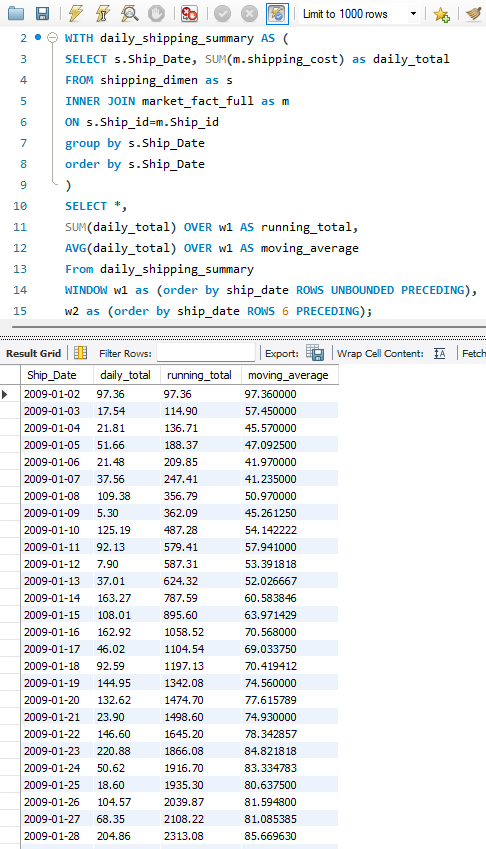 Limit to 1000 rows
2 WITH daily_shipping_summary AS (
3 SELECT s.Ship_Date, SUM(m.shipping_cost) as daily_total
4 FROM shipping_dimen as s
5 INNER JOIN market_fact_full as m
6 ON s.Ship_id=m.Ship_id
7 group by s.Ship_Date
8 order by s.Ship_Date
9 )
10 SELECT *,
11 SUM(daily_total) OVER w1 AS running_total,
12 AVG(daily_total) OVER w1 AS moving_average
13 From daily_shipping_summary
14 WINDOW w1 as (order by ship_date ROWS UNBOUNDED PRECEDING),
15 w2 as (order by ship_date ROWS 6 PRECEDING);
Result Grid Filter Rows: Export: Wrap Cell Content: IA Fetch
Ship_Date daily_total running_total moving_average
2009-01-02 97.36 97.36 97.360000
2009-01-03 17.54 114.90 57.450000
2009-01-04 21.81 136.71 45.570000
2009-01-05 51.66 188.37 47.092500
2009-01-06 21.48 209.85 41.970000
2009-01-07 37.56 247.41 41.235000
2009-01-08 109.38 356.79 50.970000
2009-01-09 5.30 362.09 45.261250
2009-01-10 125.19 487.28 54.142222
2009-01-11 92.13 579.41 57.941000
2009-01-12 7.90 587.31 53.391818
2009-01-13 37.01 624.32 52.026667
2009-01-14 163.27 787.59 60.583846
2009-01-15 108.01 895.60 63.971429
2009-01-16 162.92 1058.52 70.568000
2009-01-17 46.02 1104.54 69.033750
2009-01-18 92.59 1197.13 70.419412
2009-01-19 144.95 1342.08 74.560000
2009-01-20 132.62 1474.70 77.615789
2009-01-21 23.90 1498.60 74.930000
2009-01-22 146.60 1645.20 78.342857
2009-01-23 220.88 1866.08 84.821818
2009-01-24 50.62 1916.70 83.334783
2009-01-25 18.60 1935.30 80.637500
2009-01-26 104.57 2039.87 81.594800
2009-01-27 68.35 2108.22 81.085385
2009-01-28 204.86 2313.08 85.669630